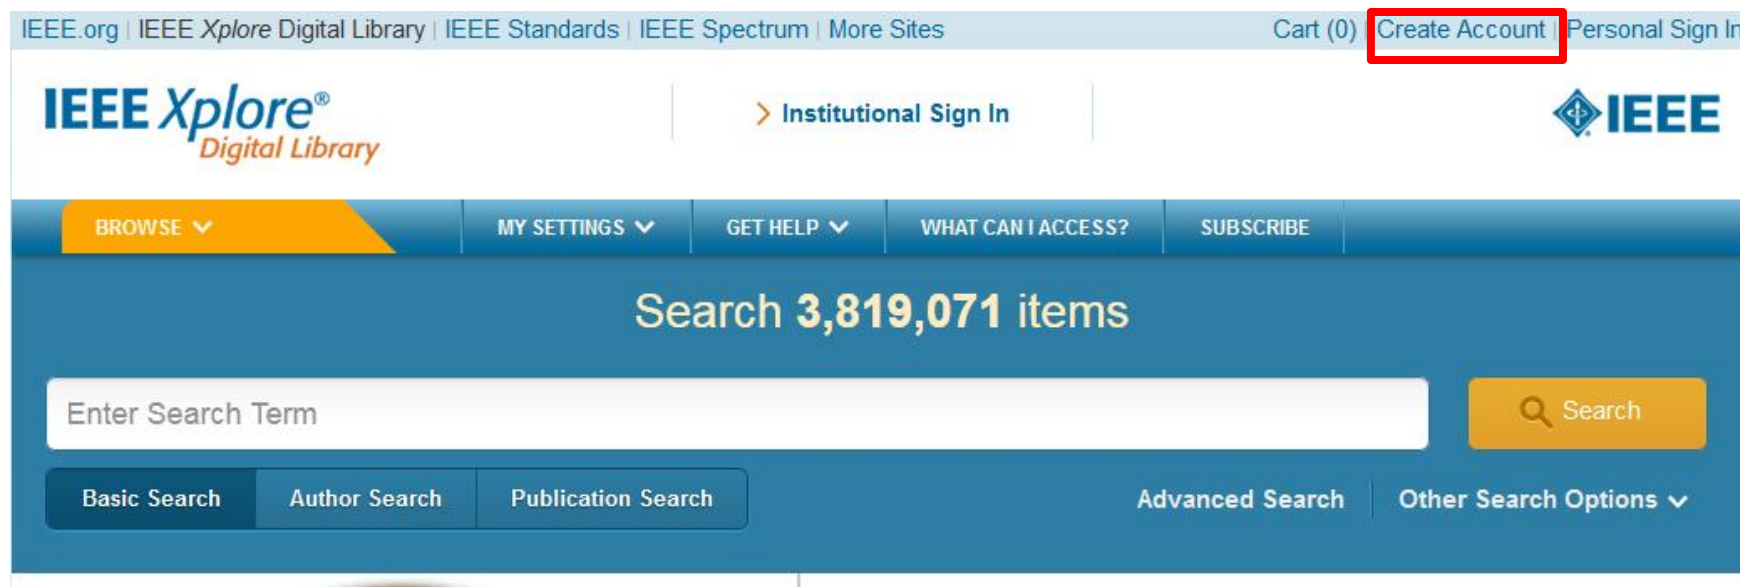 IEEE.org | IEEE Xplore Digital Library | IEEE Standards | IEEE Spectrum | More Sites
Cart (0) | Create Account | Personal Sign In
IEEE Xplore®
Digital Library
Institutional Sign In
IEEE
BROWSE
MY SETTINGS
GET HELP
WHAT CAN I ACCESS?
SUBSCRIBE
Search 3,819,071 items
Enter Search Term
Search
Basic Search
Author Search
Publication Search
Advanced Search
Other Search Options